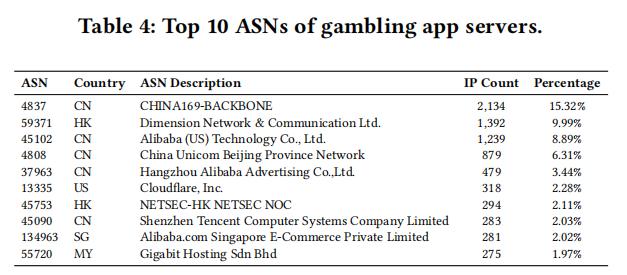 Table 4: Top 10 ASNs of gambling app servers.
ASN Country ASN Description IP Count Percentage
4837 CN CHINA169-BACKBONE 2,134 15.32%
59371 HK Dimension Network & Communication Ltd. 1,392 9.99%
45102 CN Alibaba (US) Technology Co., Ltd. 1,239 8.89%
4808 CN China Unicom Beijing Province Network 879 6.31%
37963 CN Hangzhou Alibaba Advertising Co.,Ltd. 479 3.44%
13335 US Cloudflare, Inc. 318 2.28%
45753 HK NETSEC-HK NETSEC NOC 294 2.11%
45090 CN Shenzhen Tencent Computer Systems Company Limited 283 2.03%
134963 SG Alibaba.com Singapore E-Commerce Private Limited 281 2.02%
55720 MY Gigabit Hosting Sdn Bhd 275 1.97%